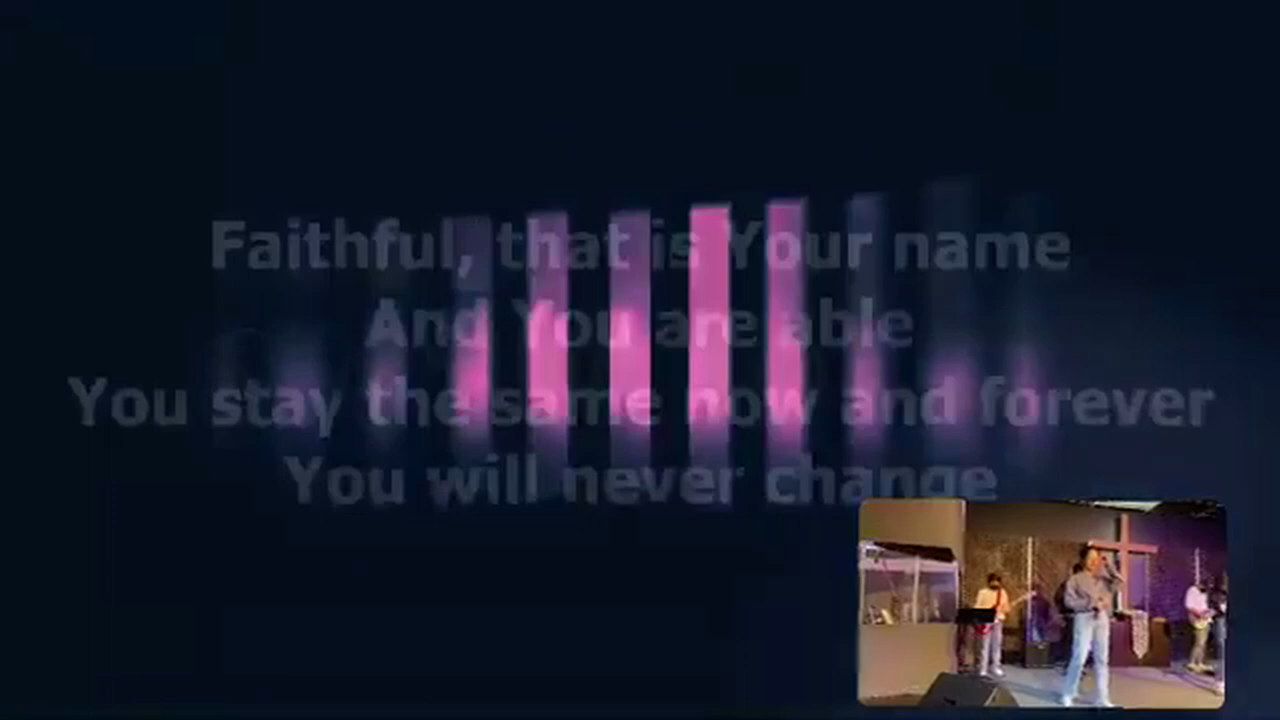 Faithful, that is Your name
And You are able
You stay the same now and forever
You will never change